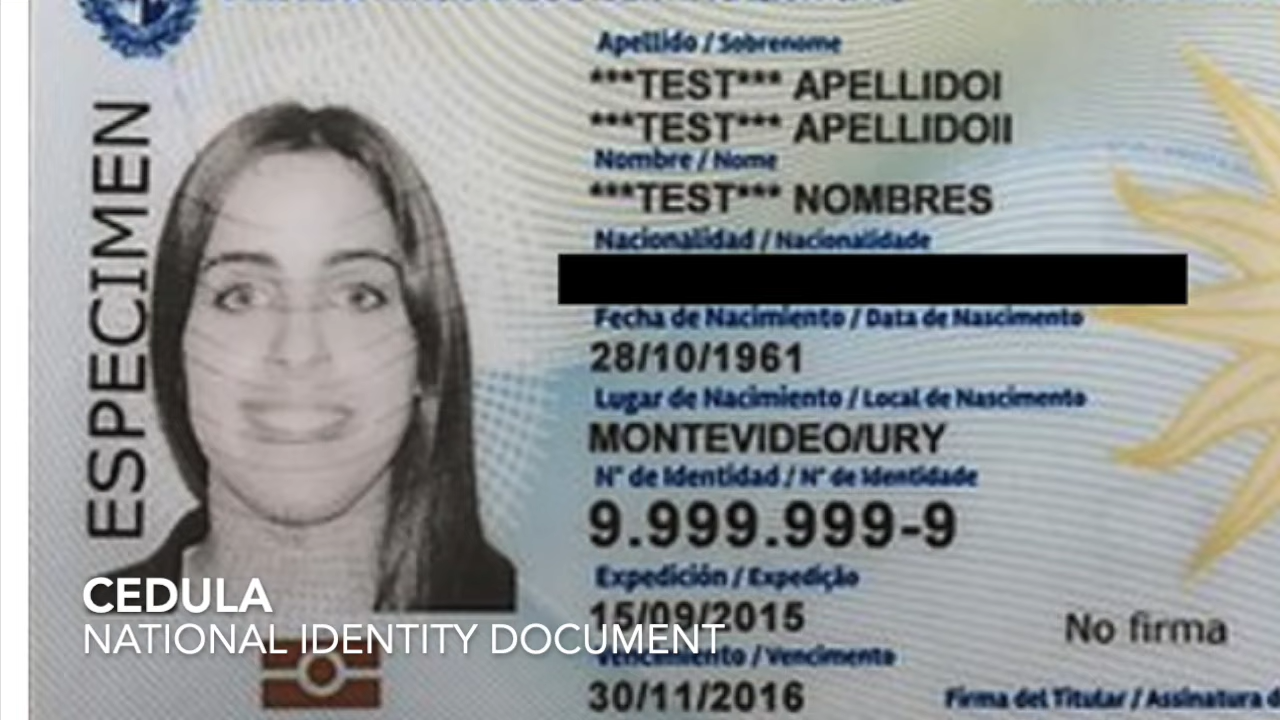 ESPECIMEN
Apellido / Sobrenome
***TEST*** APELLIDOI
***TEST*** APELLIDOII
Nombre / Nome
***TEST*** NOMBRES
Nacionalidad / Nacionalidade
Fecha de Nacimiento / Data de Nascimento
28/10/1961
Lugar de Nacimiento / Local de Nascimento
MONTEVIDEO/URY
N° de Identidad / N° de Identidade
9.999.999-9
Expedición / Expedição
15/09/2015
Vencimiento / Vencimento
30/11/2016
No firma
Firma del Titular / Assinatura
CEDULA
NATIONAL IDENTITY DOCUMENT